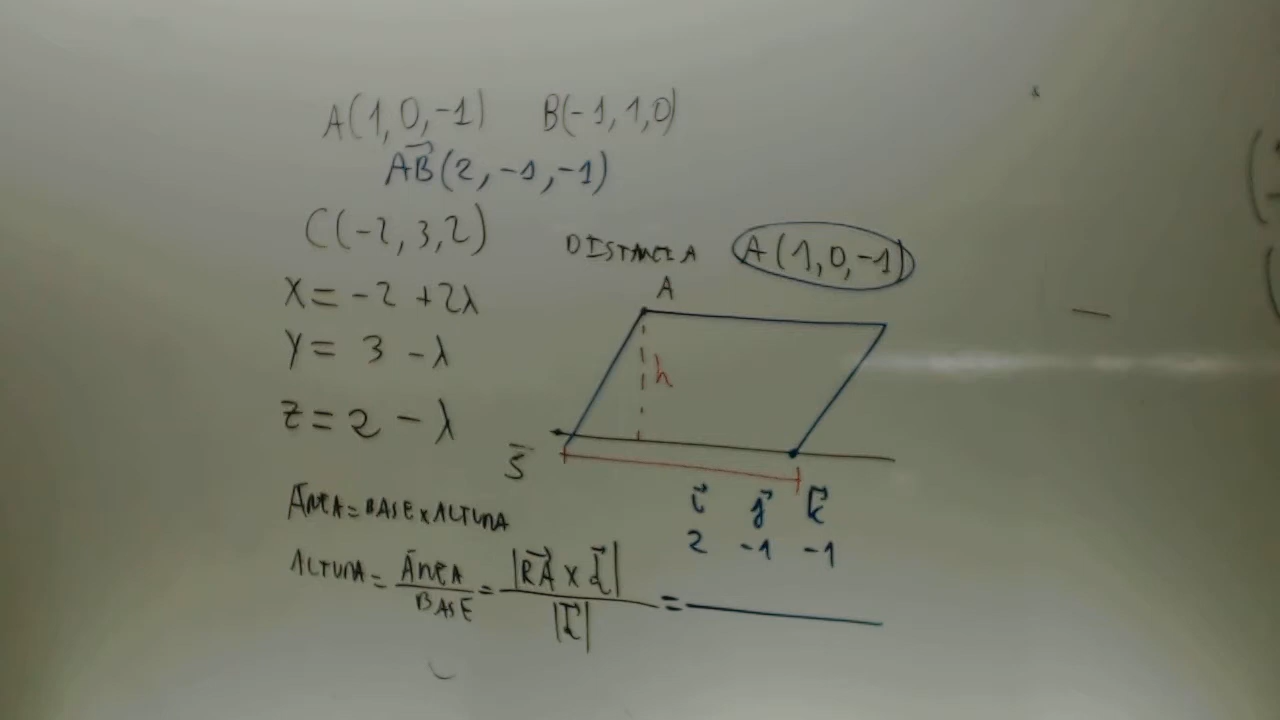 A(1,0,-1) B(-1,1,0)
AB(2,-1,-1)
C(-2,3,2)
DISTANCIA A(1,0,-1)
X = -2 + 2λ
Y = 3 - λ
Z = 2 - λ
A
h
S
i j k
2 -1 -1
ÁREA = BASE x ALTURA
ALTURA = ÁREA / BASE = |RA x d| / |d| =